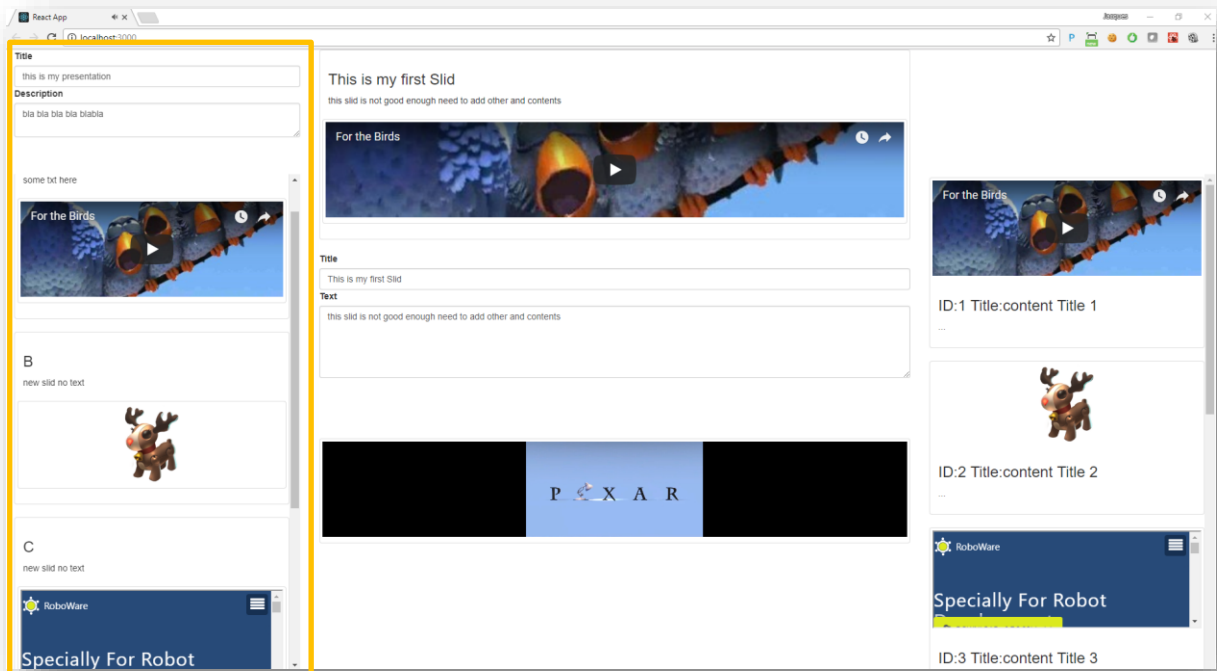 React App
localhost:3000
Title
this is my presentation
Description
bla bla bla bla blabla
some txt here
For the Birds
B
new slid no text
C
new slid no text
RoboWare
Specially For Robot
This is my first Slid
this slid is not good enough need to add other and contents
For the Birds
Title
This is my first Slid
Text
this slid is not good enough need to add other and contents
P I X A R
For the Birds
ID:1 Title:content Title 1
...
ID:2 Title:content Title 2
...
RoboWare
Specially For Robot
ID:3 Title:content Title 3